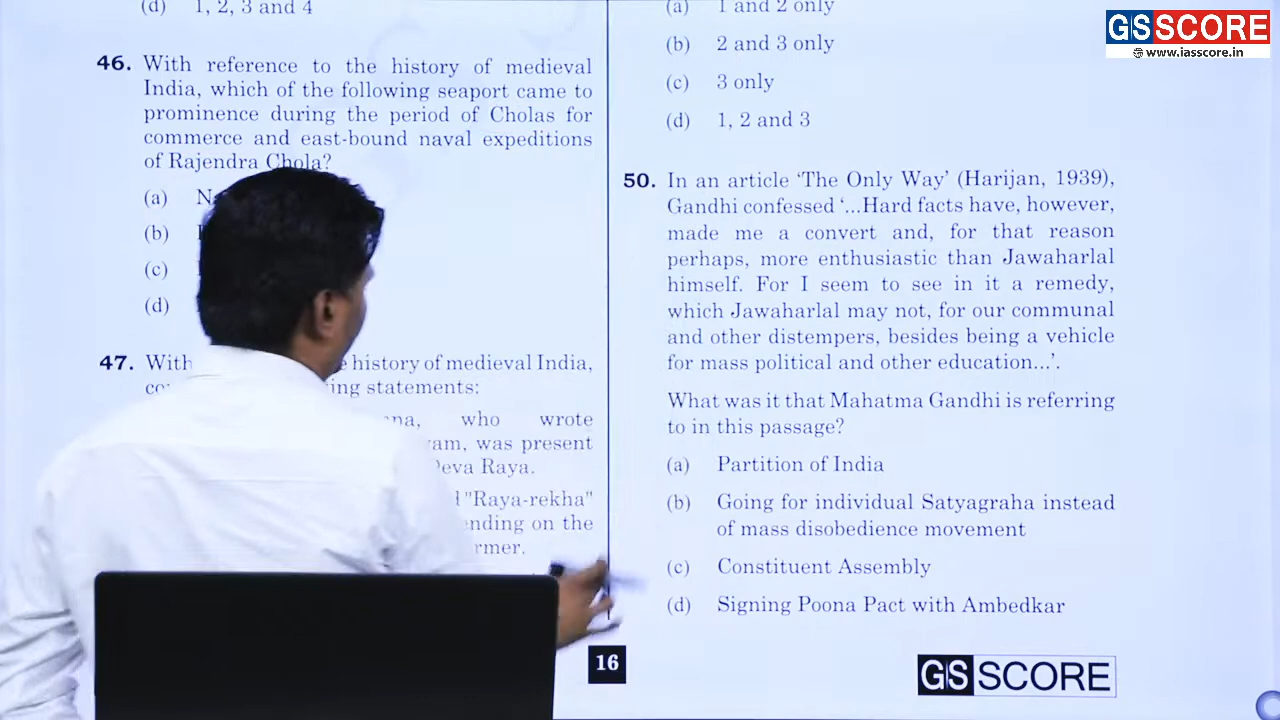 (d) 1, 2, 3 and 4
46. With reference to the history of medieval
India, which of the following seaport came to
prominence during the period of Cholas for
commerce and east-bound naval expeditions
of Rajendra Chola?
(a)
(b)
(c)
(d)
47. With history of medieval India,
statements:
who wrote
was present
Deva Raya.
"Raya-rekha"
on the
(a) 1 and 2 only
(b) 2 and 3 only
(c) 3 only
(d) 1, 2 and 3
50. In an article ‘The Only Way’ (Harijan, 1939),
Gandhi confessed ‘...Hard facts have, however,
made me a convert and, for that reason
perhaps, more enthusiastic than Jawaharlal
himself. For I seem to see in it a remedy,
which Jawaharlal may not, for our communal
and other distempers, besides being a vehicle
for mass political and other education...’.
What was it that Mahatma Gandhi is referring
to in this passage?
(a) Partition of India
(b) Going for individual Satyagraha instead
of mass disobedience movement
(c) Constituent Assembly
(d) Signing Poona Pact with Ambedkar
16
GS SCORE
GS SCORE
www.iasscore.in